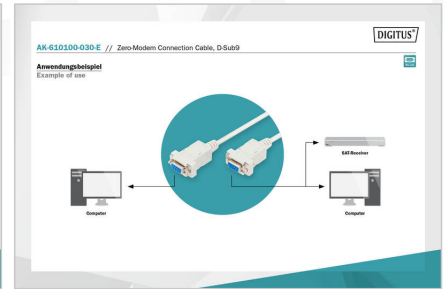 DIGITUS®
AK-610100-030-E // Zero-Modem Connection Cable, D-Sub9
Anwendungsbeispiel
Example of use
SAT-Receiver
Computer
Computer